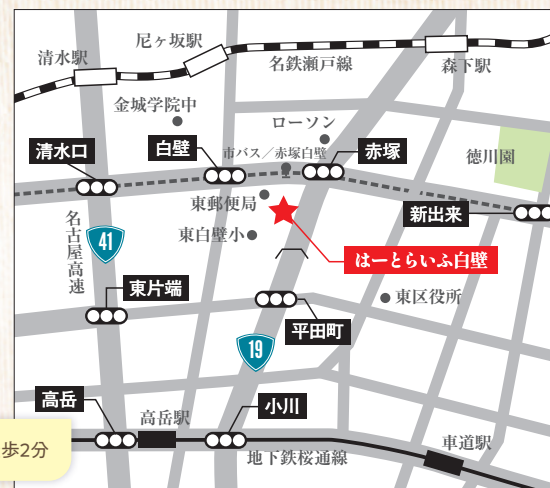 尼ヶ坂駅
清水駅
名鉄瀬戸線
森下駅
金城学院中
ローソン
清水口
白壁
市バス／赤塚白壁
赤塚
徳川園
東郵便局
新出来
名古屋高速
41
東白壁小
はーとらいふ白壁
東片端
東区役所
平田町
19
高岳
小川
高岳駅
歩2分
地下鉄桜通線
車道駅